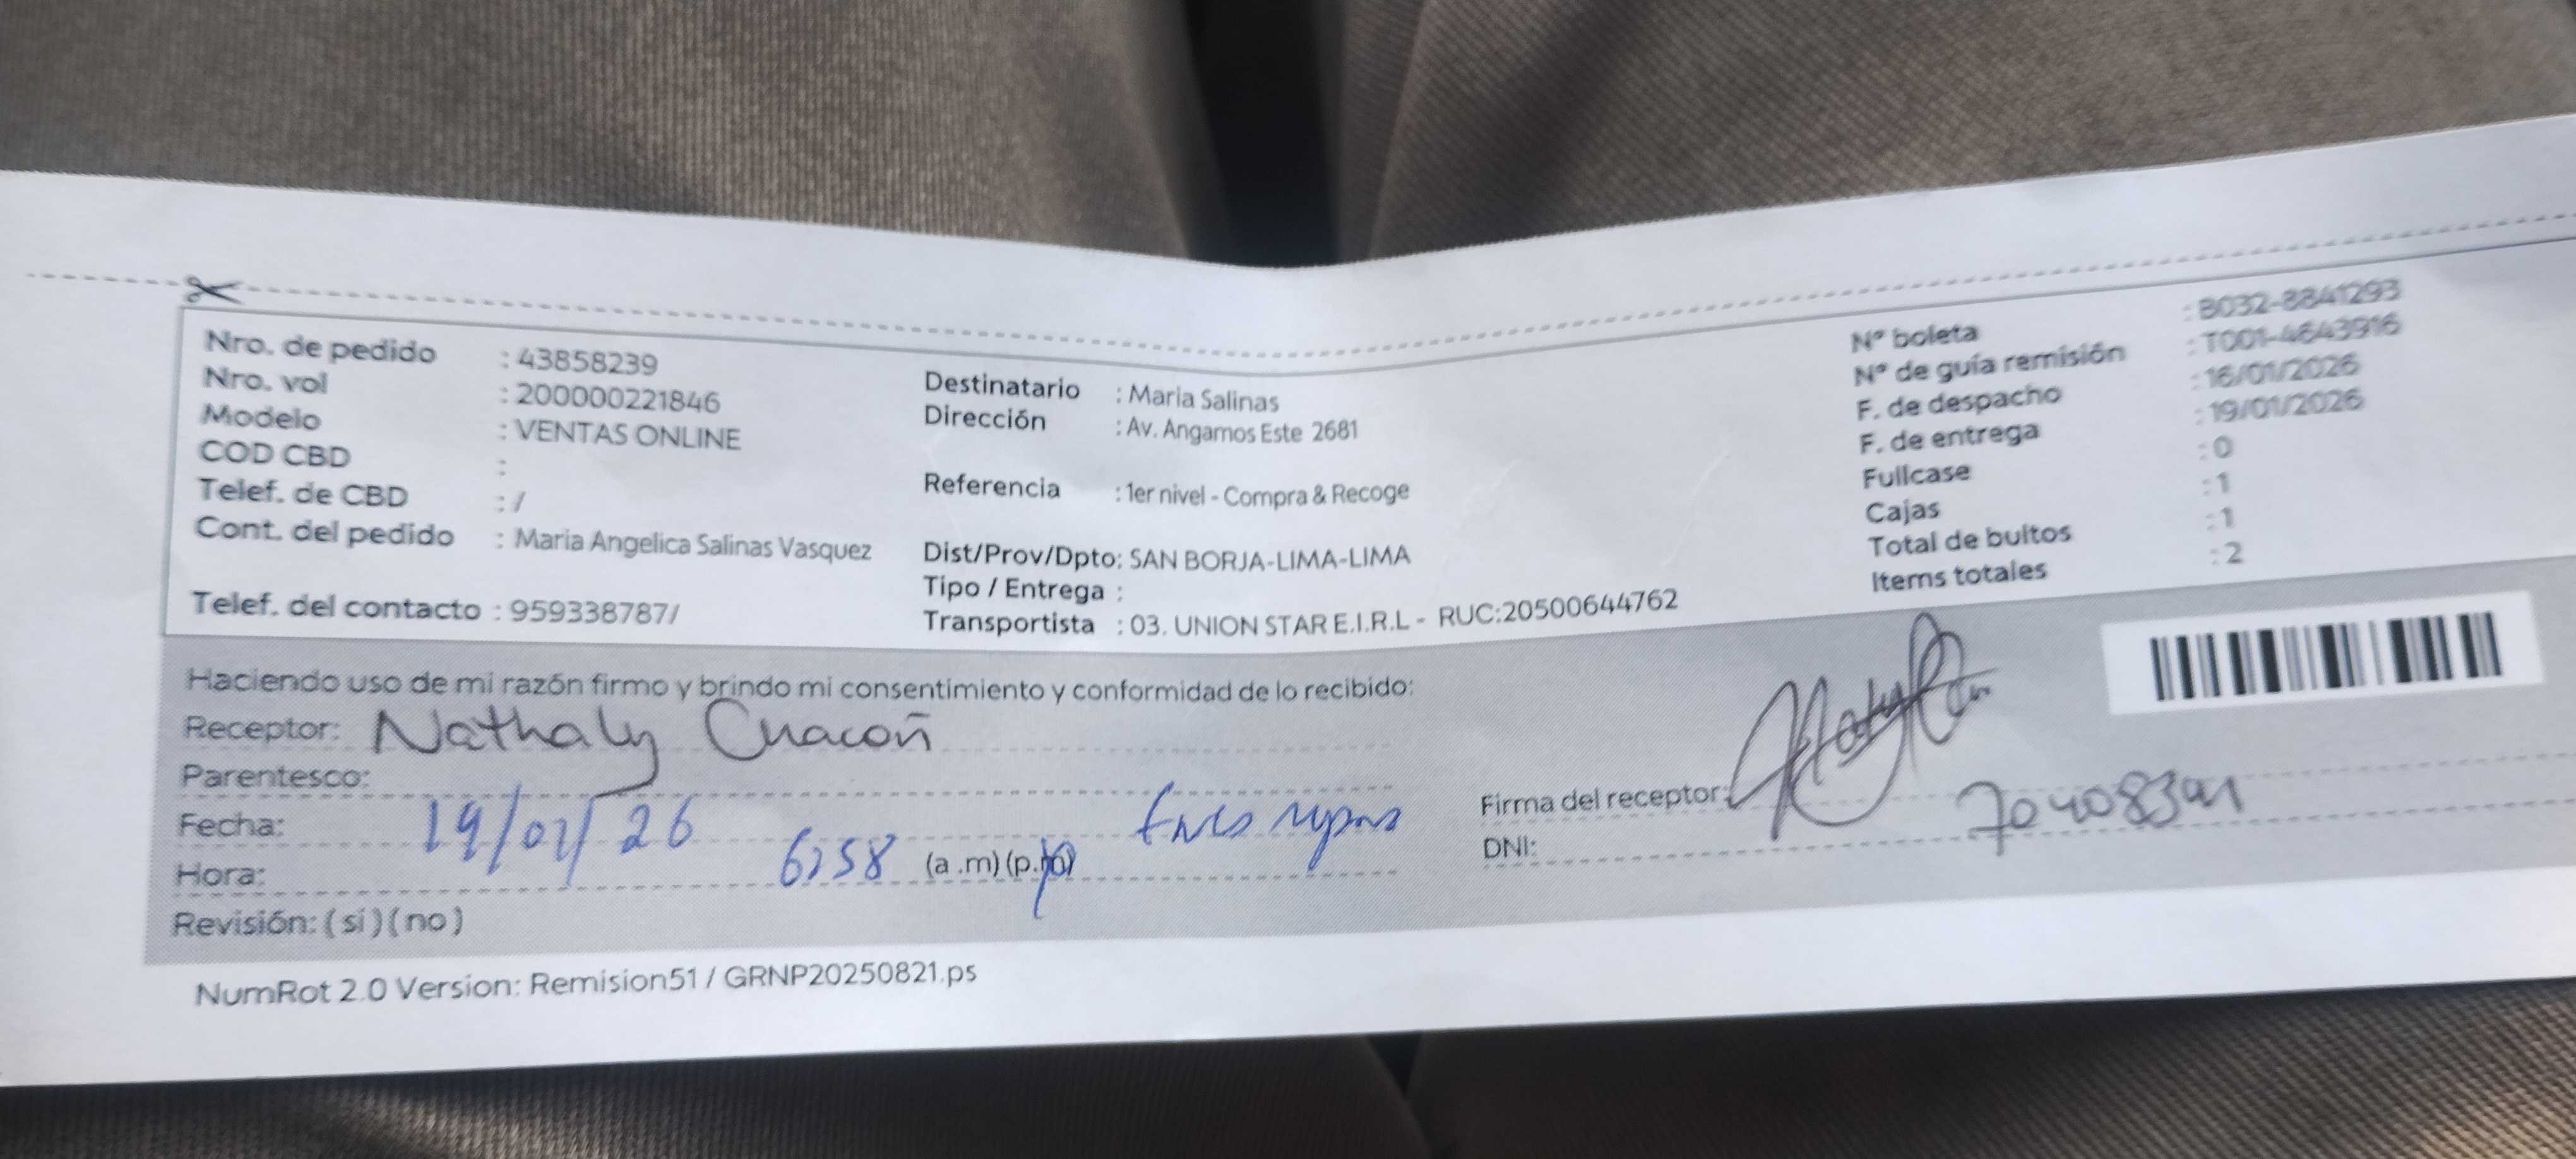 Nro. de pedido : 43858239
Nro. vol : 200000221846
Modelo : VENTAS ONLINE
COD CBD :
Telef. de CBD : /
Cont. del pedido : Maria Angelica Salinas Vasquez
Telef. del contacto : 959338787/
Destinatario : Maria Salinas
Dirección : Av. Angamos Este 2681
Referencia : 1er nivel - Compra & Recoge
Dist/Prov/Dpto: SAN BORJA-LIMA-LIMA
Tipo / Entrega :
Transportista : 03. UNION STAR E.I.R.L - RUC:20500644762
N° boleta : B032-8841293
N° de guía remisión : T001-4643916
F. de despacho : 16/01/2026
F. de entrega : 19/01/2026
Fullcase : 0
Cajas : 1
Total de bultos : 1
Items totales : 2
Haciendo uso de mi razón firmo y brindo mi consentimiento y conformidad de lo recibido:
Receptor: Nathaly Chacon
Parentesco:
Fecha: 19/01/26
Hora: 6:58 (a .m) (p.m)
Revisión: ( si ) ( no )
Firma del receptor:
DNI:
NumRot 2.0 Version: Remision51 / GRNP20250821.ps